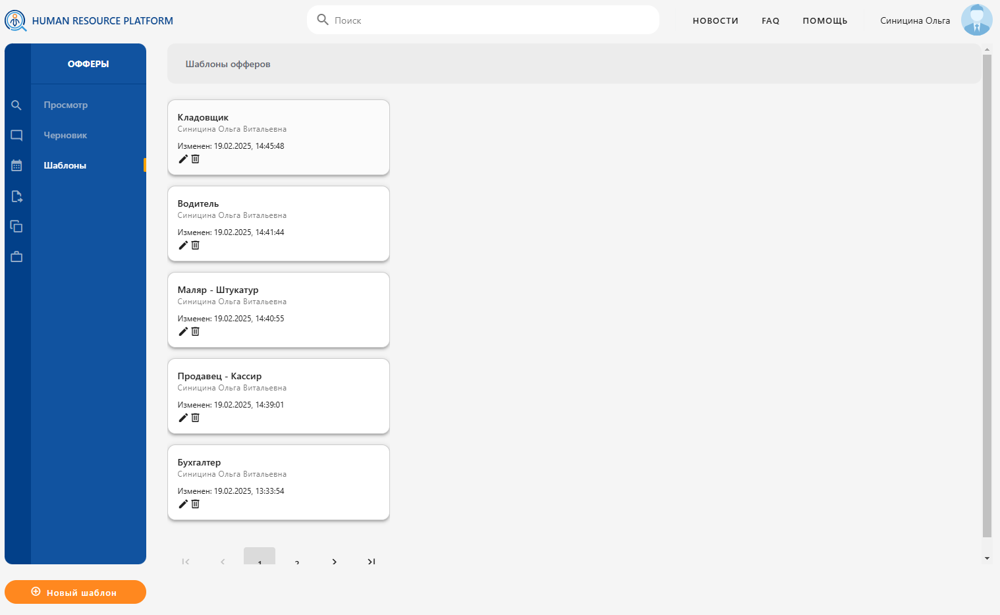 HUMAN RESOURCE PLATFORM
Поиск
НОВОСТИ
FAQ
ПОМОЩЬ
Синицина Ольга
ОФФЕРЫ
Просмотр
Черновик
Шаблоны
Шаблоны офферов
Кладовщик
Синицина Ольга Витальевна
Изменен: 19.02.2025, 14:45:48
Водитель
Синицина Ольга Витальевна
Изменен: 19.02.2025, 14:41:44
Маляр - Штукатур
Синицина Ольга Витальевна
Изменен: 19.02.2025, 14:40:55
Продавец - Кассир
Синицина Ольга Витальевна
Изменен: 19.02.2025, 14:39:01
Бухгалтер
Синицина Ольга Витальевна
Изменен: 19.02.2025, 13:33:54
1 2
Новый шаблон